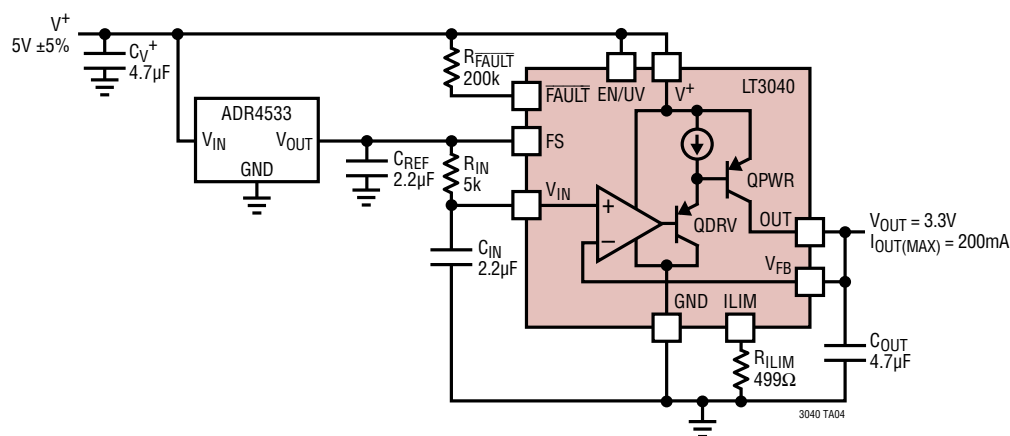 V+
5V ±5%
CV+
4.7µF
ADR4533
VIN
VOUT
GND
CREF
2.2µF
RFAULT
200k
RIN
5k
CIN
2.2µF
FAULT
EN/UV
V+
LT3040
FS
VIN
+
–
QDRV
QPWR
OUT
VFB
GND
ILIM
RILIM
499Ω
VOUT = 3.3V
IOUT(MAX) = 200mA
COUT
4.7µF
3040 TA04